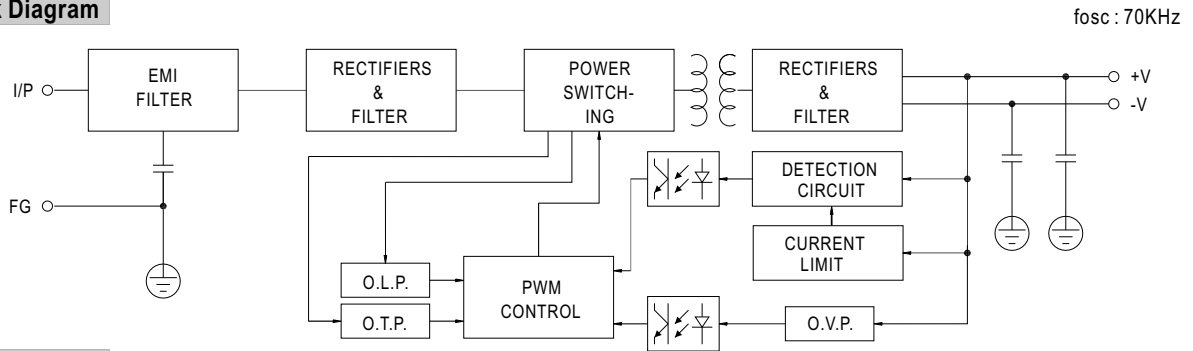 Diagram
fosc : 70KHz
I/P
EMI
FILTER
RECTIFIERS
&
FILTER
POWER
SWITCH-
ING
RECTIFIERS
&
FILTER
+V
-V
FG
DETECTION
CIRCUIT
CURRENT
LIMIT
O.L.P.
O.T.P.
PWM
CONTROL
O.V.P.